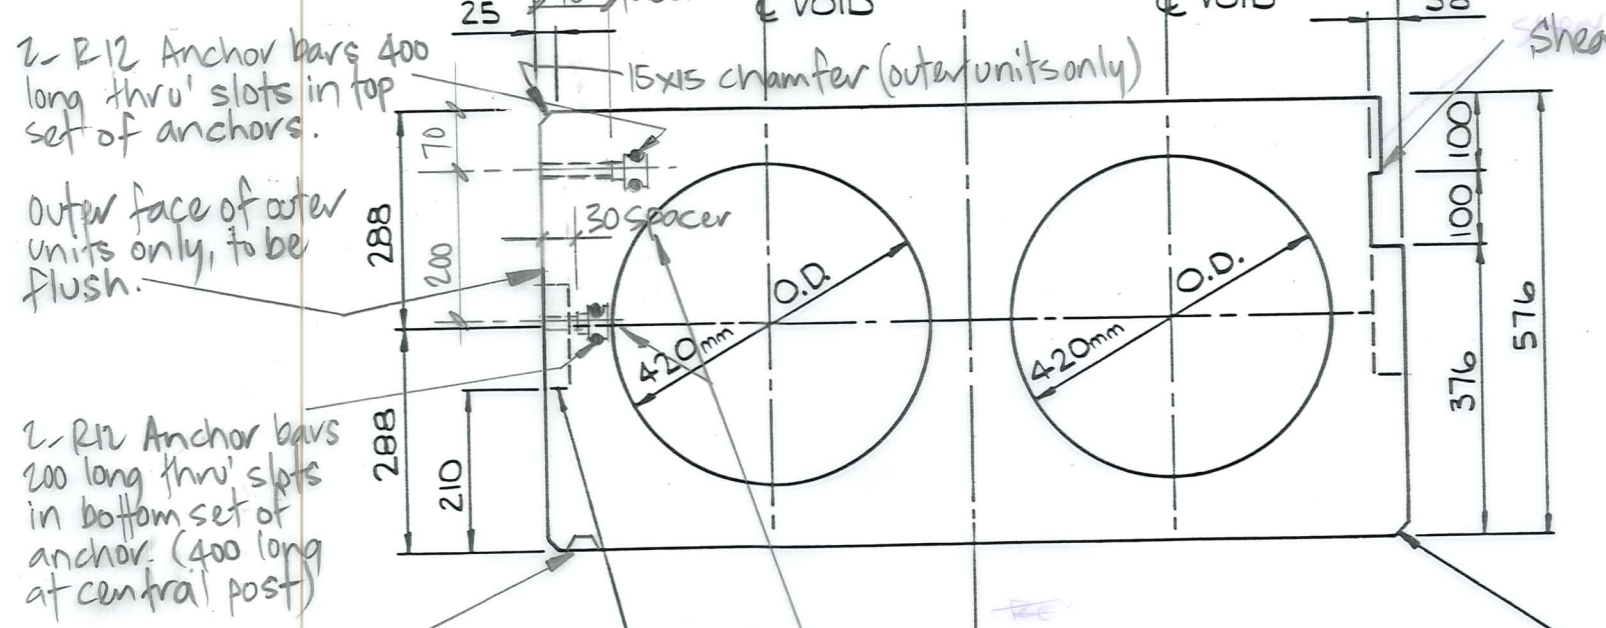 25
℄ VOID
℄ VOID
2-R12 Anchor bars 400
long thru' slots in top
set of anchors.
15x15 chamfer (outer units only)
Shea
70
100
100
Outer face of outer
units only, to be
flush.
30 spacer
288
200
O.D.
O.D.
420mm
420mm
576
376
2-R12 Anchor bars
200 long thru' slots
in bottom set of
anchor. (400 long
at central post)
288
210